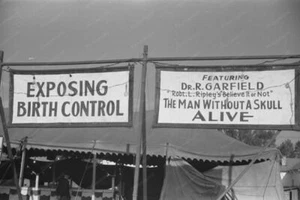 EXPOSING
BIRTH CONTROL
FEATURING
DR. R. GARFIELD
Robt. L. Ripley's "Believe It or Not"
THE MAN WITHOUT A SKULL
ALIVE